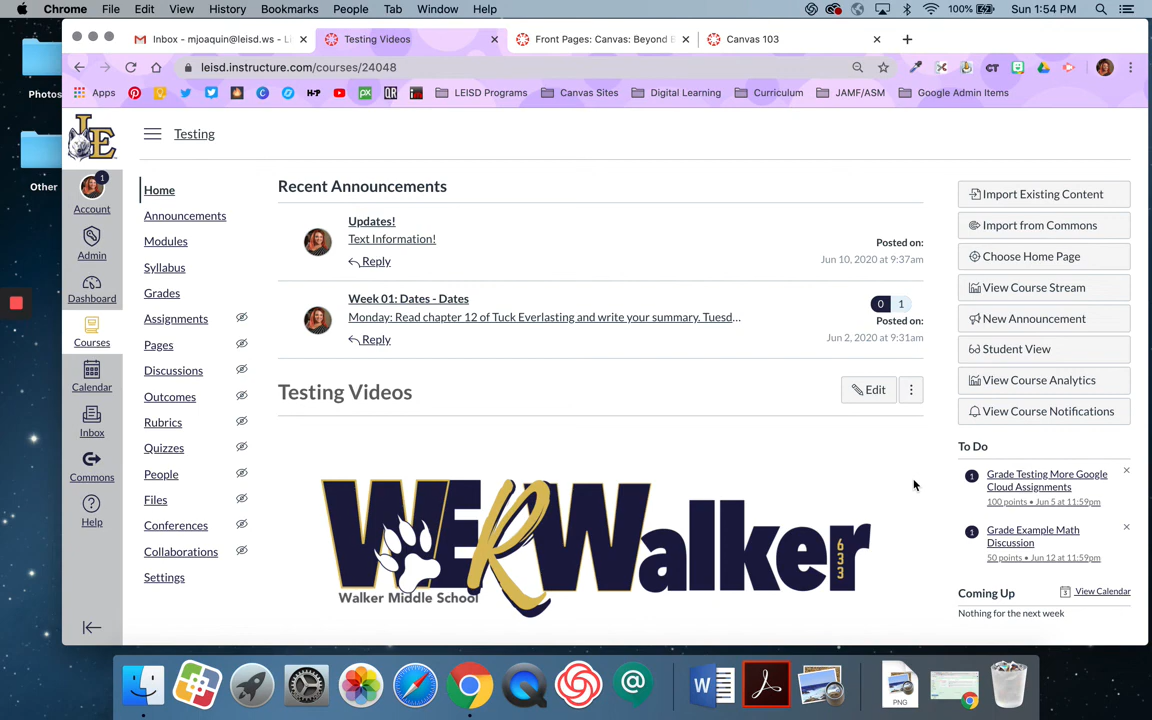 Chrome File Edit View History Bookmarks People Tab Window Help 100% Sun 1:54 PM
Inbox - mjoaquin@leisd.ws - L
Testing Videos
Front Pages: Canvas: Beyond
Canvas 103
leisd.instructure.com/courses/24048
Apps
LEISD Programs
Canvas Sites
Digital Learning
Curriculum
JAMF/ASM
Google Admin Items
Photos
Other
LE
Testing
1
Account
Admin
Dashboard
Courses
Calendar
Inbox
Commons
Help
Home
Announcements
Modules
Syllabus
Grades
Assignments
Pages
Discussions
Outcomes
Rubrics
Quizzes
People
Files
Conferences
Collaborations
Settings
Recent Announcements
Updates!
Text Information!
Reply
Posted on:
Jun 10, 2020 at 9:37am
Week 01: Dates - Dates
Monday: Read chapter 12 of Tuck Everlasting and write your summary. Tuesd...
Reply
0 1
Posted on:
Jun 2, 2020 at 9:31am
Testing Videos
Edit
WE R Walker
633
Walker Middle School
Import Existing Content
Import from Commons
Choose Home Page
View Course Stream
New Announcement
Student View
View Course Analytics
View Course Notifications
To Do
1 Grade Testing More Google
Cloud Assignments
100 points • Jun 5 at 11:59pm
1 Grade Example Math
Discussion
50 points • Jun 12 at 11:59pm
Coming Up
View Calendar
Nothing for the next week
W
PNG